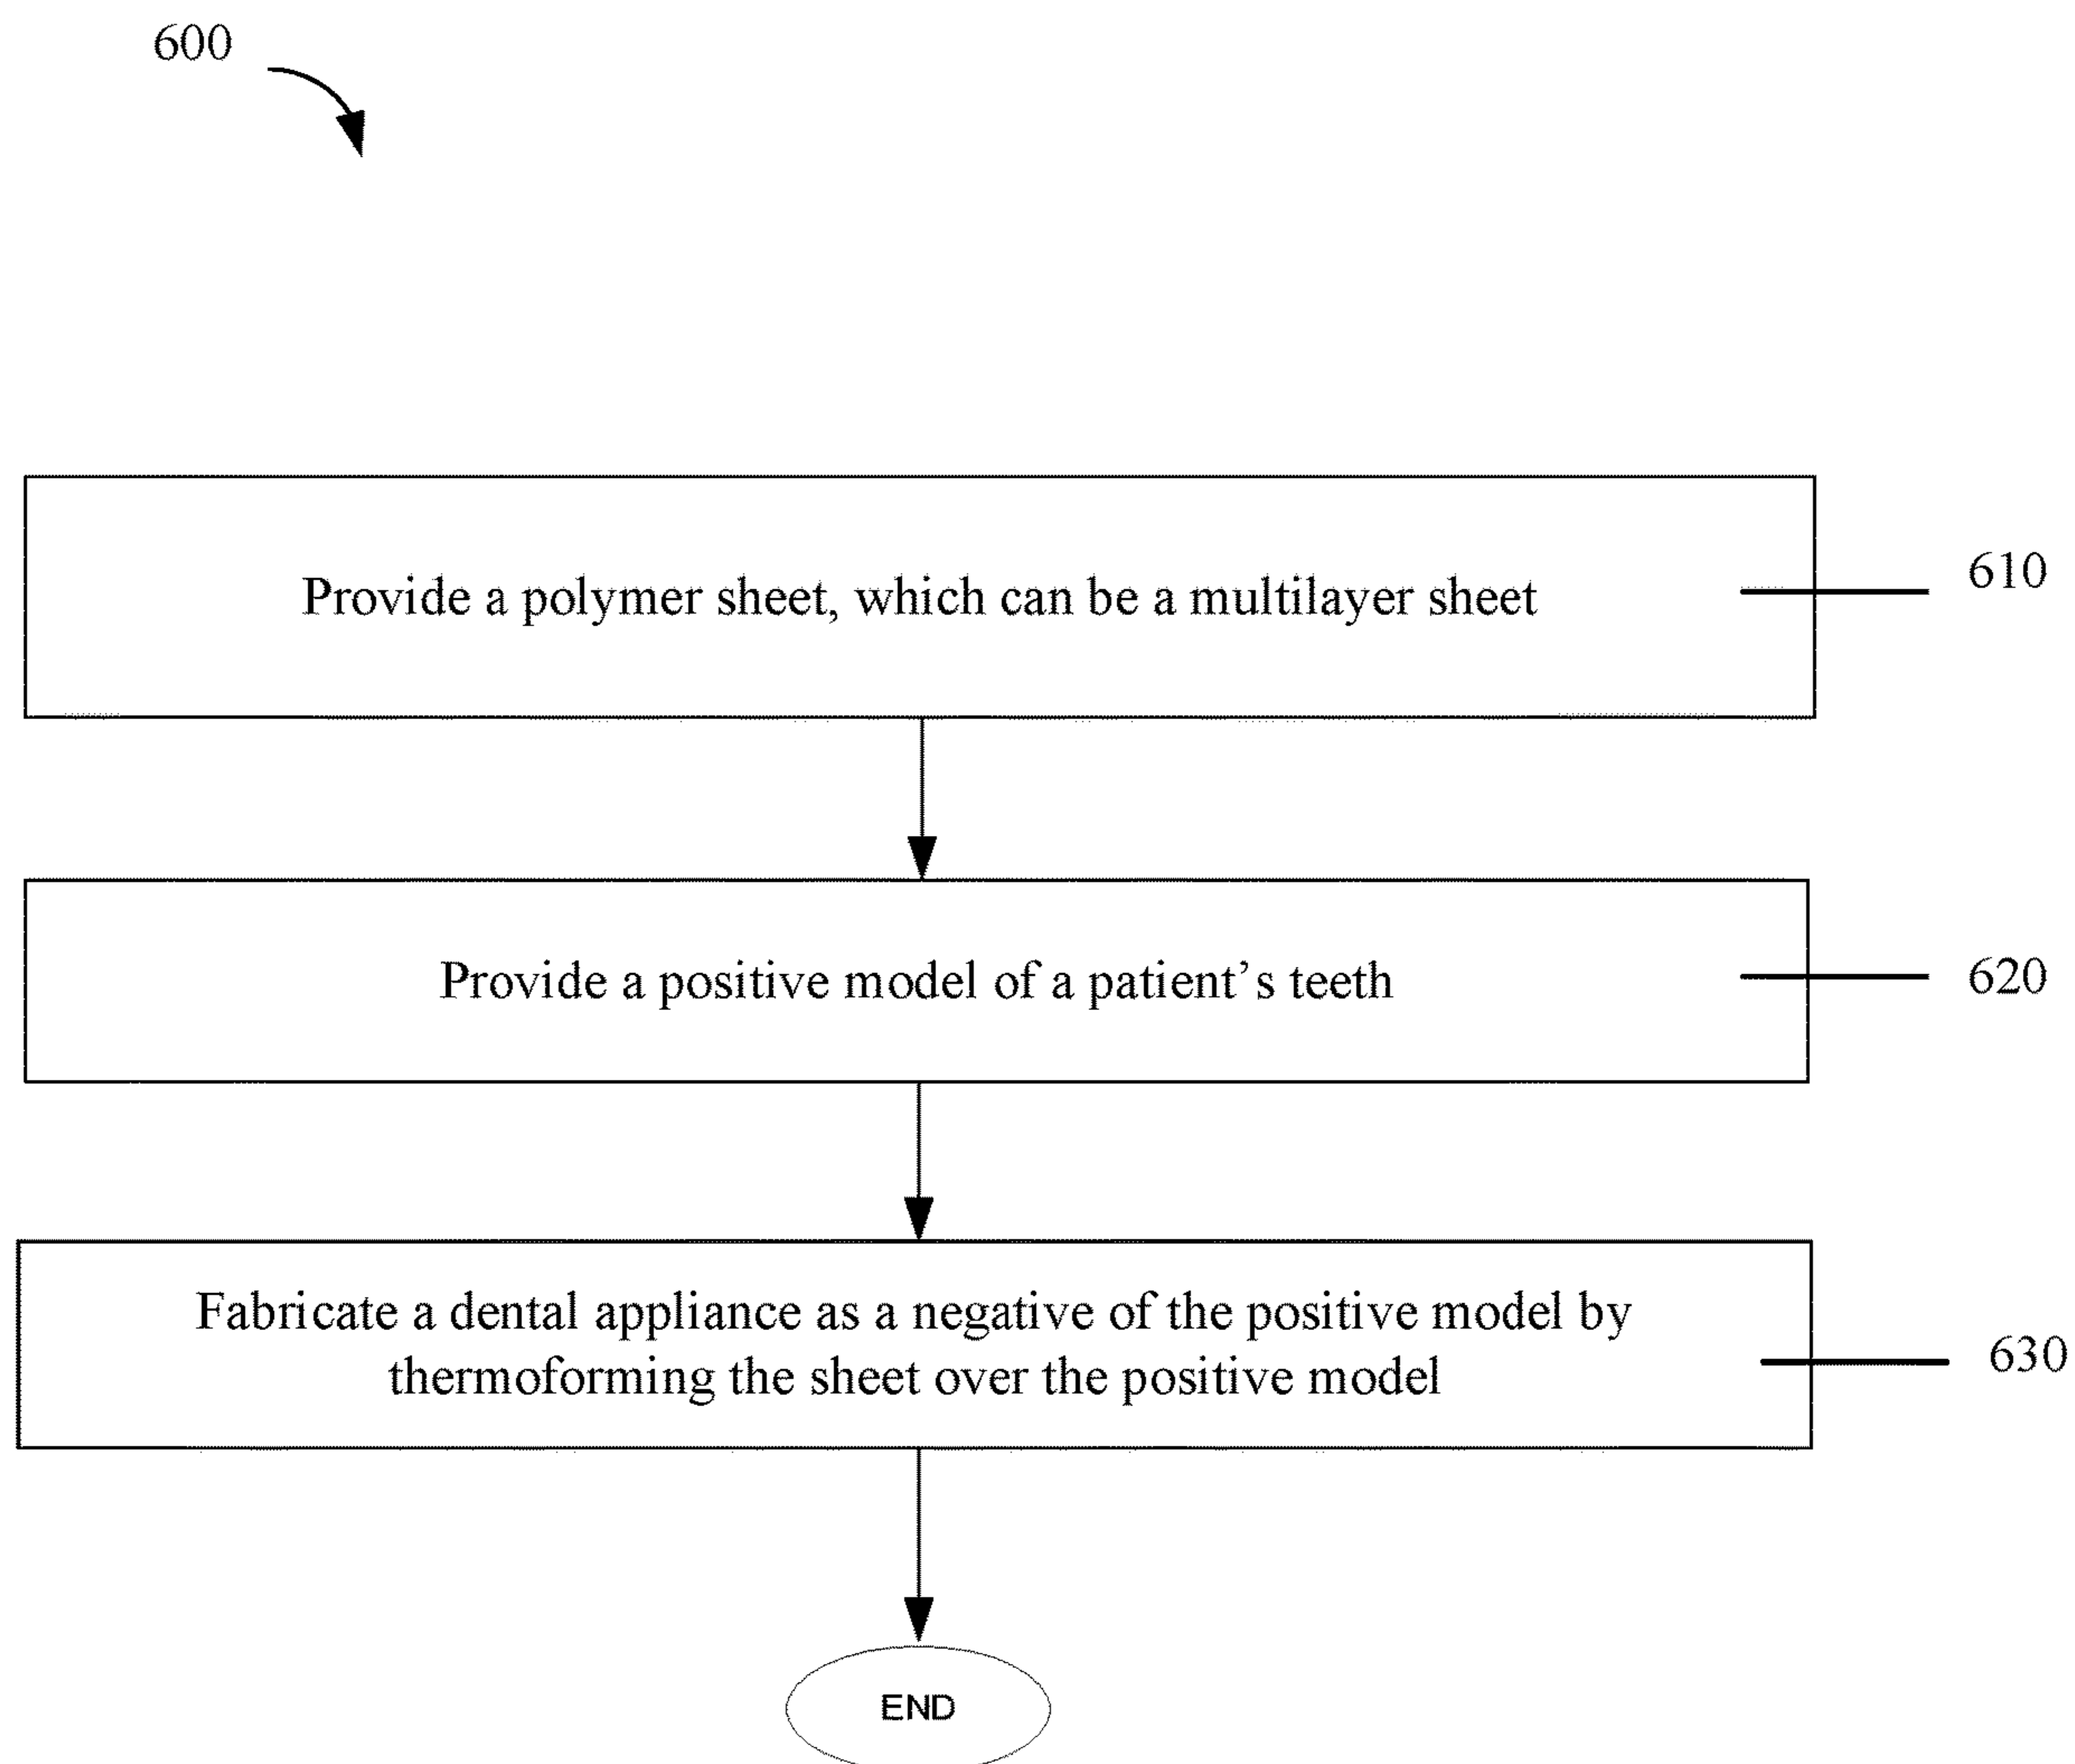 600
Provide a polymer sheet, which can be a multilayer sheet
610
Provide a positive model of a patient’s teeth
620
Fabricate a dental appliance as a negative of the positive model by
thermoforming the sheet over the positive model
630
END